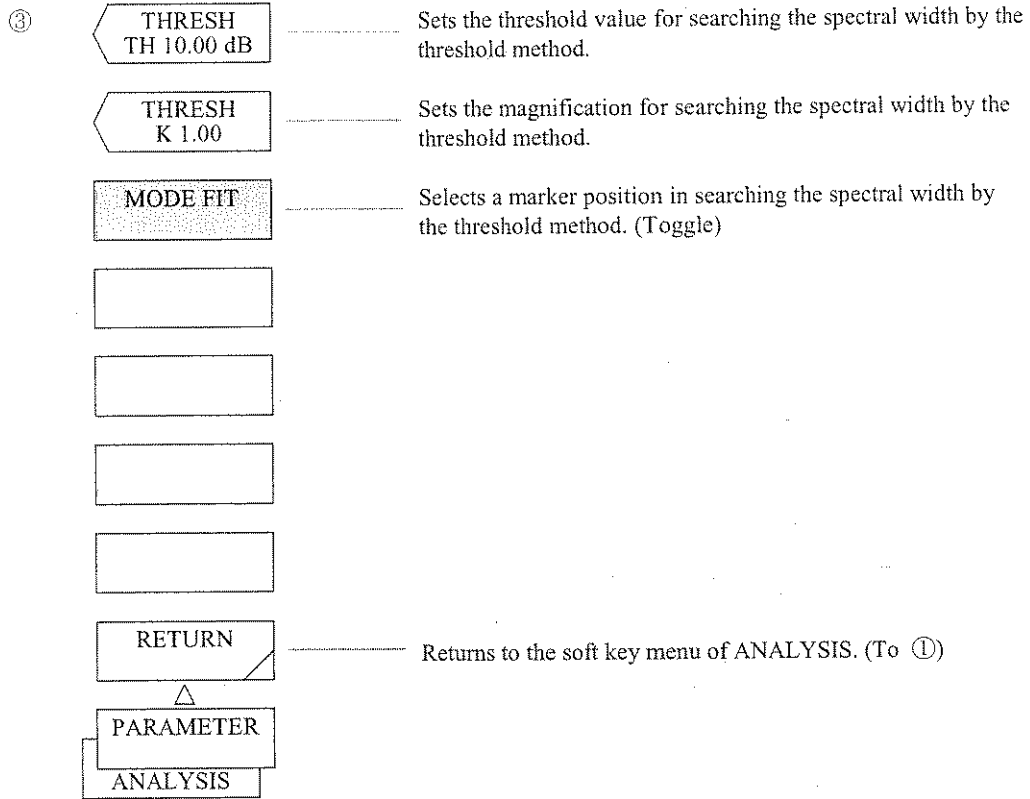 ③
THRESH
TH 10.00 dB
Sets the threshold value for searching the spectral width by the
threshold method.
THRESH
K 1.00
Sets the magnification for searching the spectral width by the
threshold method.
MODE FIT
Selects a marker position in searching the spectral width by
the threshold method. (Toggle)
RETURN
Returns to the soft key menu of ANALYSIS. (To ①)
PARAMETER
ANALYSIS